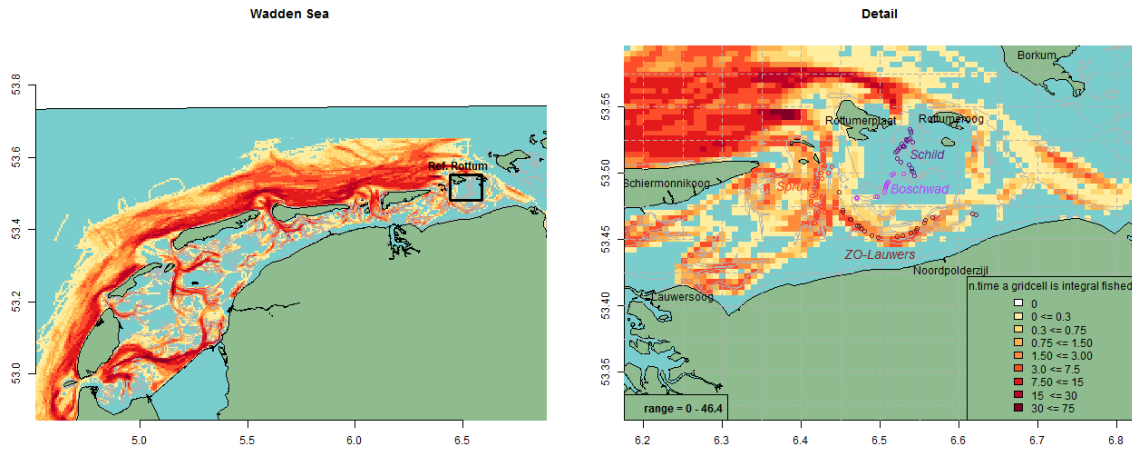 Wadden Sea
53.8
53.6
53.4
53.2
53.0
5.0
5.5
6.0
6.5
Ref. Rottum
Detail
53.55
53.50
53.45
53.40
53.35
6.2
6.3
6.4
6.5
6.6
6.7
6.8
Borkum
Rottumerplaat
Rottumeroog
Schild
Schiermonnikoog
Spruit
Boschwad
ZO-Lauwers
Noordpolderzijl
Lauwersoog
n.time a gridcell is integral fished
0
0 <= 0.3
0.3 <= 0.75
0.75 <= 1.50
1.50 <= 3.00
3.0 <= 7.5
7.50 <= 15
15 <= 30
30 <= 75
range = 0 - 46.4